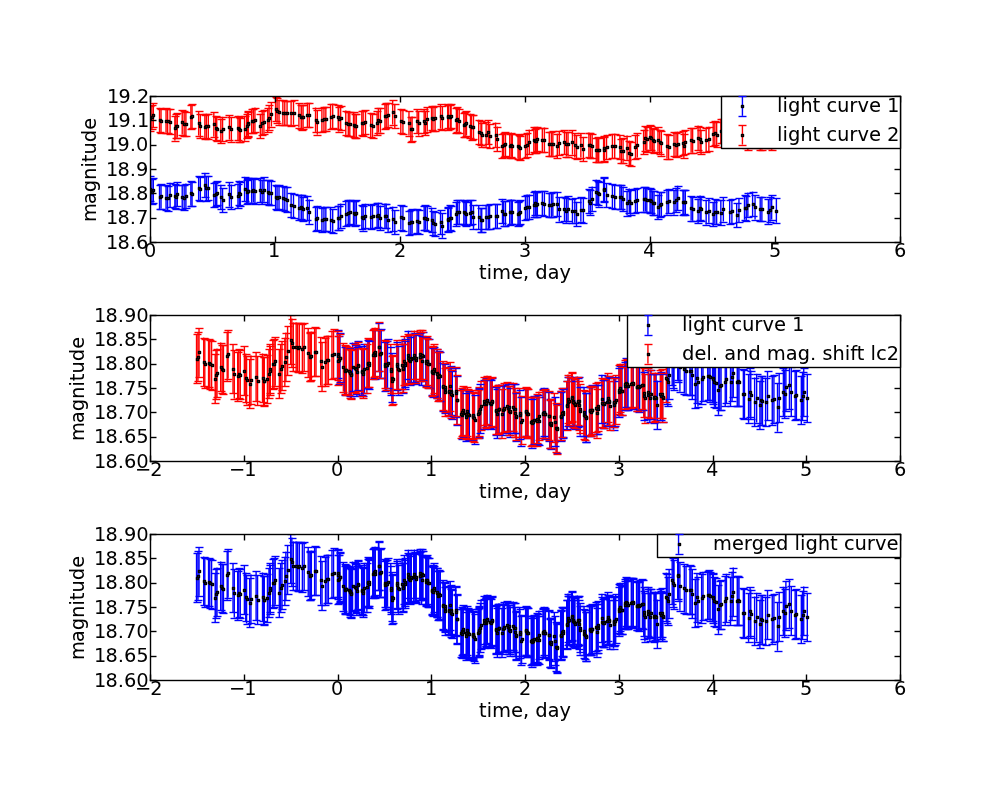 19.2
19.1
19.0
18.9
18.8
18.7
18.6
magnitude
light curve 1
light curve 2
0 1 2 3 4 5 6
time, day
18.90
18.85
18.80
18.75
18.70
18.65
18.60
magnitude
light curve 1
del. and mag. shift lc2
−2 −1 0 1 2 3 4 5 6
time, day
18.90
18.85
18.80
18.75
18.70
18.65
18.60
magnitude
merged light curve
−2 −1 0 1 2 3 4 5 6
time, day